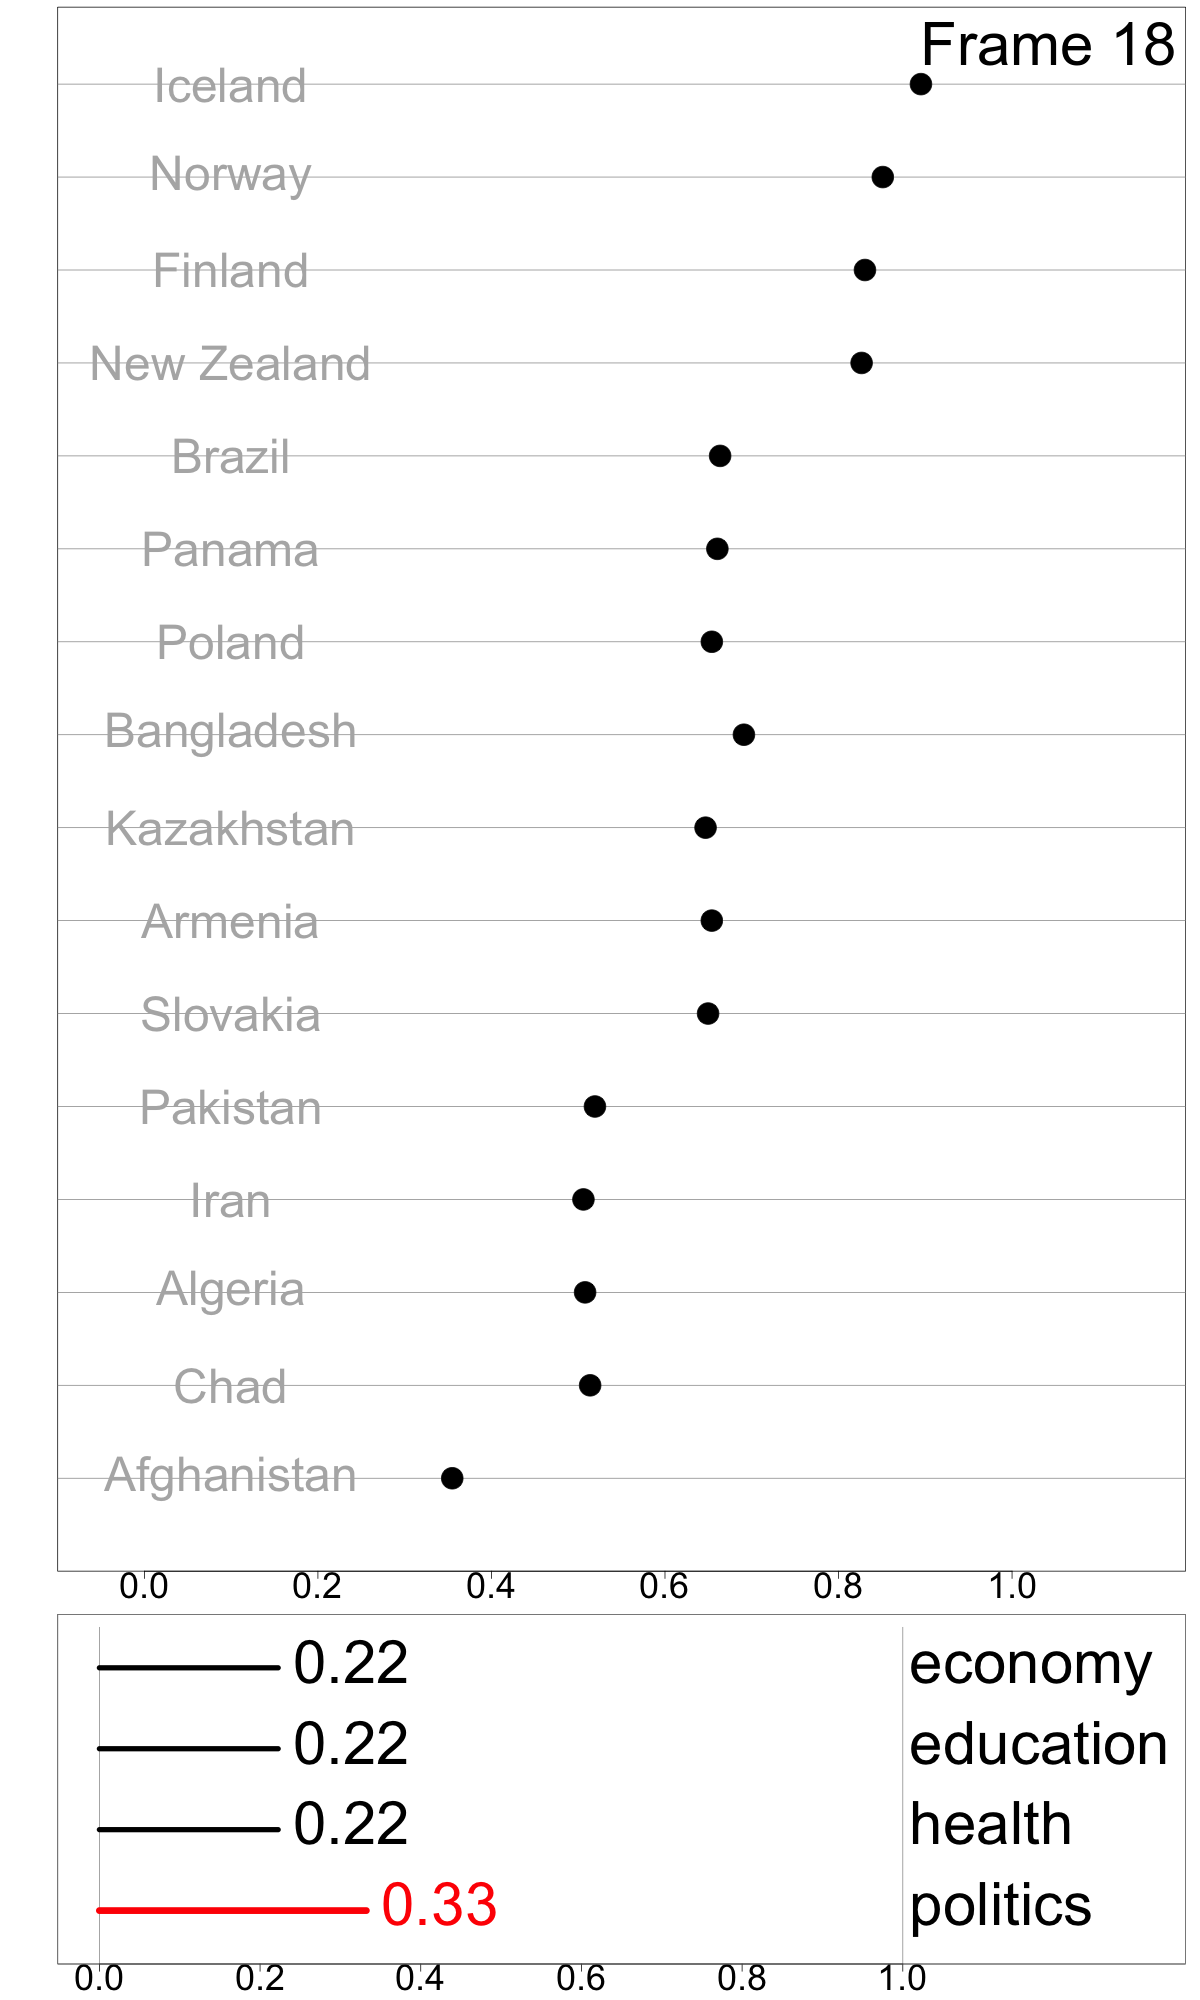 Frame 18
Iceland
Norway
Finland
New Zealand
Brazil
Panama
Poland
Bangladesh
Kazakhstan
Armenia
Slovakia
Pakistan
Iran
Algeria
Chad
Afghanistan
0.0 0.2 0.4 0.6 0.8 1.0
0.22 economy
0.22 education
0.22 health
0.33 politics
0.0 0.2 0.4 0.6 0.8 1.0